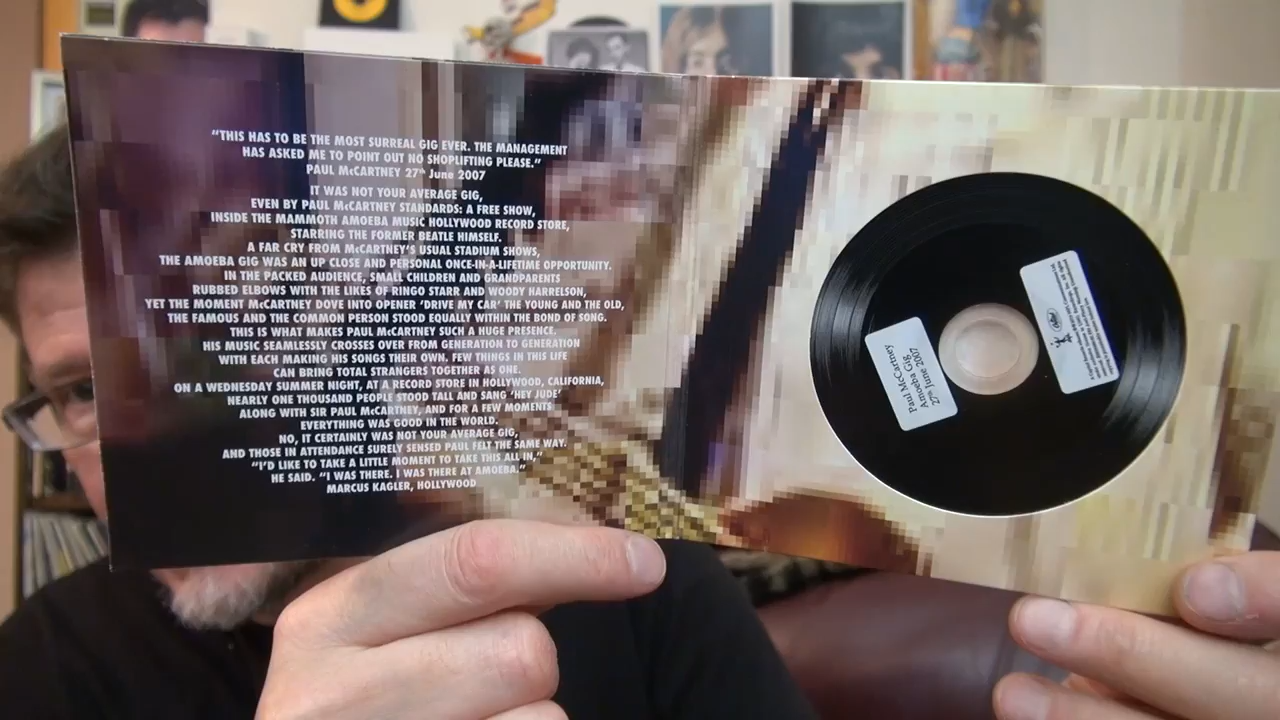 "THIS HAS TO BE THE MOST SURREAL GIG EVER. THE MANAGEMENT
HAS ASKED ME TO POINT OUT NO SHOPLIFTING PLEASE."
PAUL McCARTNEY 27th June 2007
IT WAS NOT YOUR AVERAGE GIG,
EVEN BY PAUL McCARTNEY STANDARDS: A FREE SHOW,
INSIDE THE MAMMOTH AMOEBA MUSIC HOLLYWOOD RECORD STORE,
STARRING THE FORMER BEATLE HIMSELF.
A FAR CRY FROM McCARTNEY'S USUAL STADIUM SHOWS,
THE AMOEBA GIG WAS AN UP CLOSE AND PERSONAL ONCE-IN-A-LIFETIME OPPORTUNITY.
IN THE PACKED AUDIENCE, SMALL CHILDREN AND GRANDPARENTS
RUBBED ELBOWS WITH THE LIKES OF RINGO STARR AND WOODY HARRELSON,
YET THE MOMENT McCARTNEY DOVE INTO OPENER 'DRIVE MY CAR' THE YOUNG AND THE OLD,
THE FAMOUS AND THE COMMON PERSON STOOD EQUALLY WITHIN THE BOND OF SONG.
THIS IS WHAT MAKES PAUL McCARTNEY SUCH A HUGE PRESENCE.
HIS MUSIC SEAMLESSLY CROSSES OVER FROM GENERATION TO GENERATION
WITH EACH MAKING HIS SONGS THEIR OWN. FEW THINGS IN THIS LIFE
CAN BRING TOTAL STRANGERS TOGETHER AS ONE.
ON A WEDNESDAY SUMMER NIGHT, AT A RECORD STORE IN HOLLYWOOD, CALIFORNIA,
NEARLY ONE THOUSAND PEOPLE STOOD TALL AND SANG 'HEY JUDE'
ALONG WITH SIR PAUL McCARTNEY, AND FOR A FEW MOMENTS
EVERYTHING WAS GOOD IN THE WORLD.
NO, IT CERTAINLY WAS NOT YOUR AVERAGE GIG,
AND THOSE IN ATTENDANCE SURELY SENSED PAUL FELT THE SAME WAY.
"I'D LIKE TO TAKE A LITTLE MOMENT TO TAKE THIS ALL IN,"
HE SAID. "I WAS THERE. I WAS THERE AT AMOEBA."
MARCUS KAGLER, HOLLYWOOD
Paul McCartney
Amoeba Gig
27th June 2007